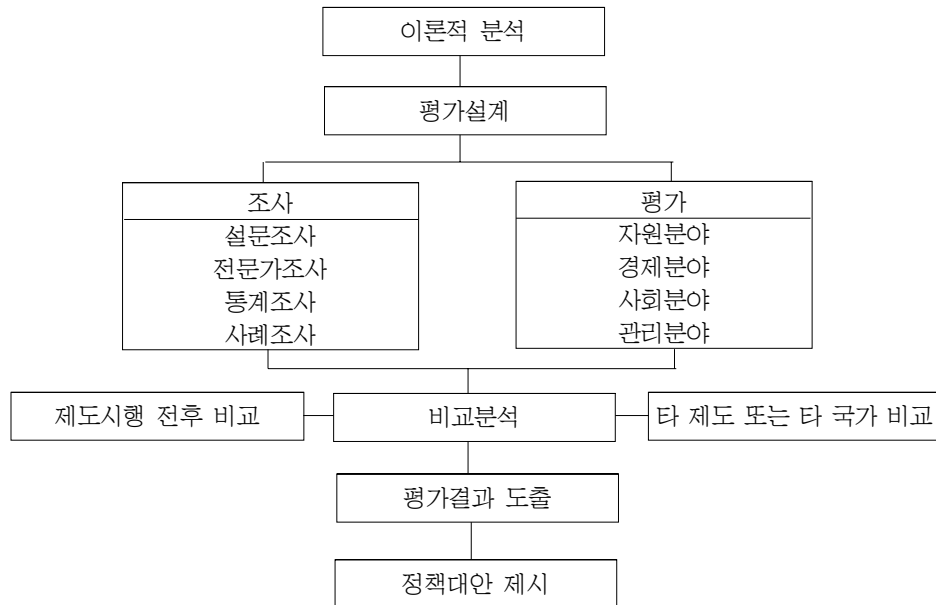 이론적 분석
평가설계
조사
설문조사
전문가조사
통계조사
사례조사
평가
자원분야
경제분야
사회분야
관리분야
제도시행 전후 비교
비교분석
타 제도 또는 타 국가 비교
평가결과 도출
정책대안 제시